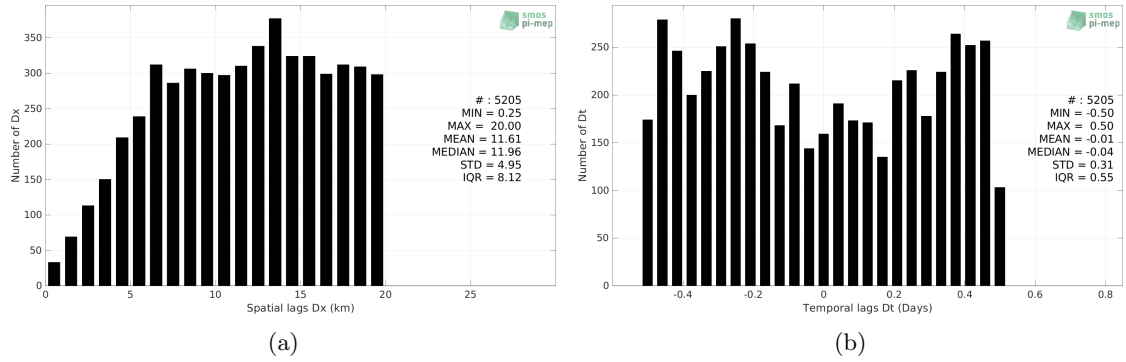 350
300
250
200
150
100
50
0
Number of Dx
0 5 10 15 20 25
Spatial lags Dx (km)
smos
pi-mep
# : 5205
MIN = 0.25
MAX = 20.00
MEAN = 11.61
MEDIAN = 11.96
STD = 4.95
IQR = 8.12
(a)
250
200
150
100
50
0
Number of Dt
-0.4 -0.2 0 0.2 0.4 0.6 0.8
Temporal lags Dt (Days)
smos
pi-mep
# : 5205
MIN = -0.50
MAX = 0.50
MEAN = -0.01
MEDIAN = -0.04
STD = 0.31
IQR = 0.55
(b)